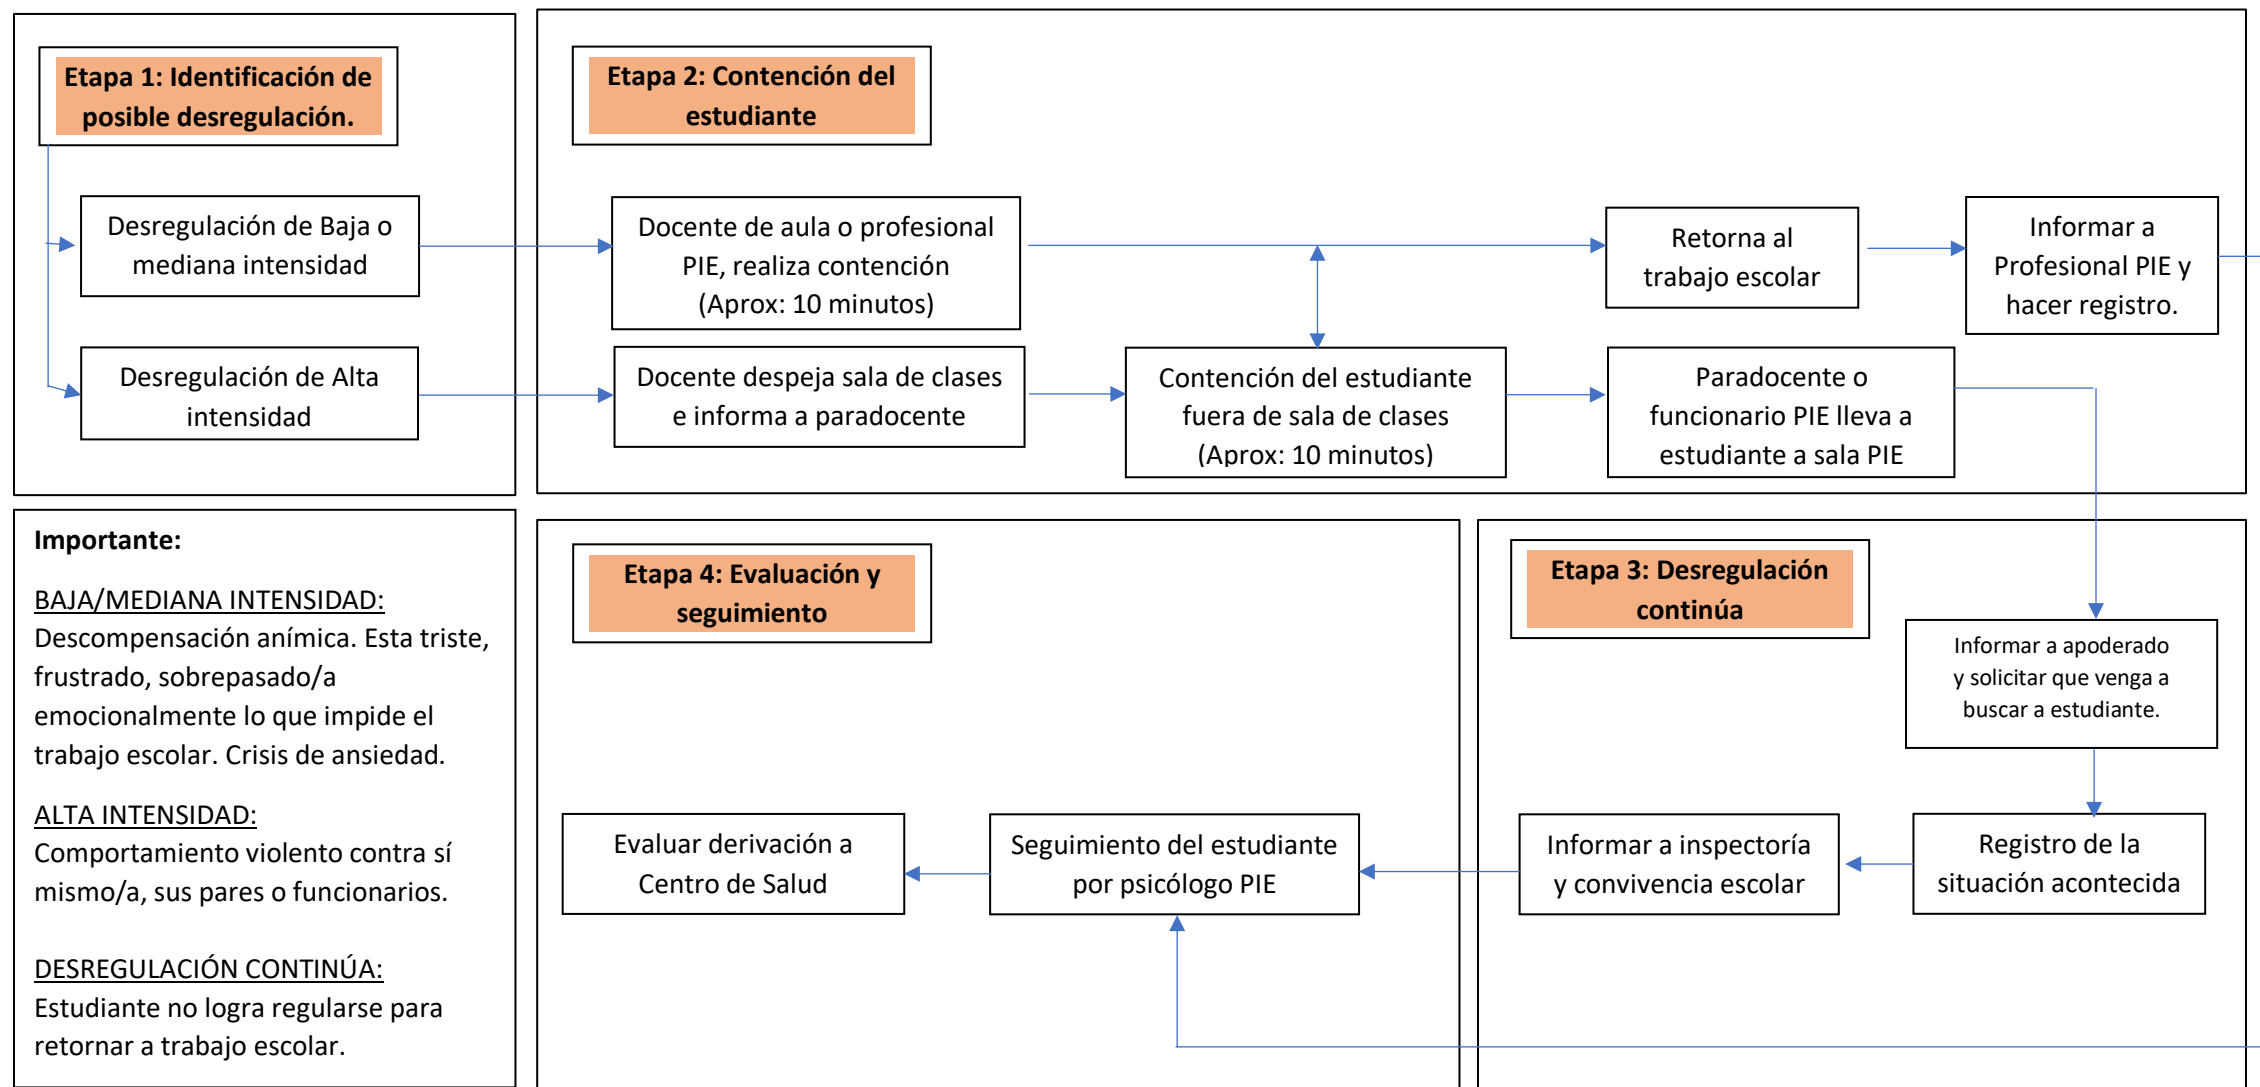 Etapa 1: Identificación de
posible desregulación.
Desregulación de Baja o
mediana intensidad
Desregulación de Alta
intensidad
Etapa 2: Contención del
estudiante
Docente de aula o profesional
PIE, realiza contención
(Aprox: 10 minutos)
Retorna al
trabajo escolar
Informar a
Profesional PIE y
hacer registro.
Docente despeja sala de clases
e informa a paradocente
Contención del estudiante
fuera de sala de clases
(Aprox: 10 minutos)
Paradocente o
funcionario PIE lleva a
estudiante a sala PIE
Importante:
BAJA/MEDIANA INTENSIDAD:
Descompensación anímica. Esta triste,
frustrado, sobrepasado/a
emocionalmente lo que impide el
trabajo escolar. Crisis de ansiedad.
ALTA INTENSIDAD:
Comportamiento violento contra sí
mismo/a, sus pares o funcionarios.
DESREGULACIÓN CONTINÚA:
Estudiante no logra regularse para
retornar a trabajo escolar.
Etapa 3: Desregulación
continúa
Informar a apoderado
y solicitar que venga a
buscar a estudiante.
Registro de la
situación acontecida
Informar a inspectoría
y convivencia escolar
Etapa 4: Evaluación y
seguimiento
Seguimiento del estudiante
por psicólogo PIE
Evaluar derivación a
Centro de Salud